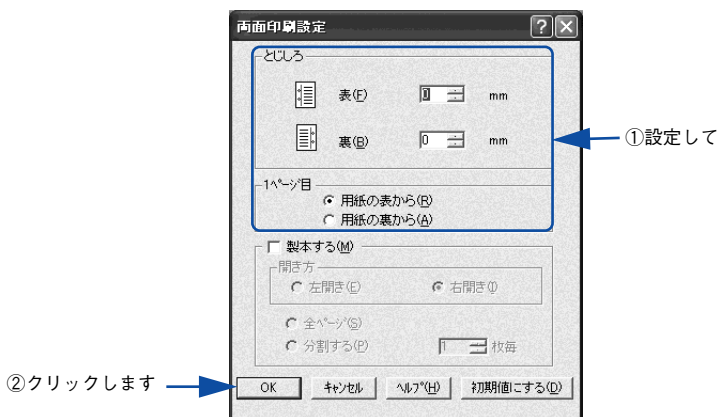 両面印刷設定
とじしろ
表(F) 0 mm
①設定して
裏(B) 0 mm
1ページ目
用紙の表から(R)
用紙の裏から(A)
製本する(M)
開き方
左開き(E) 右開き(I)
全ページ(S)
分割する(P) 1 枚毎
②クリックします
OK キャンセル ヘルプ(H) 初期値にする(D)